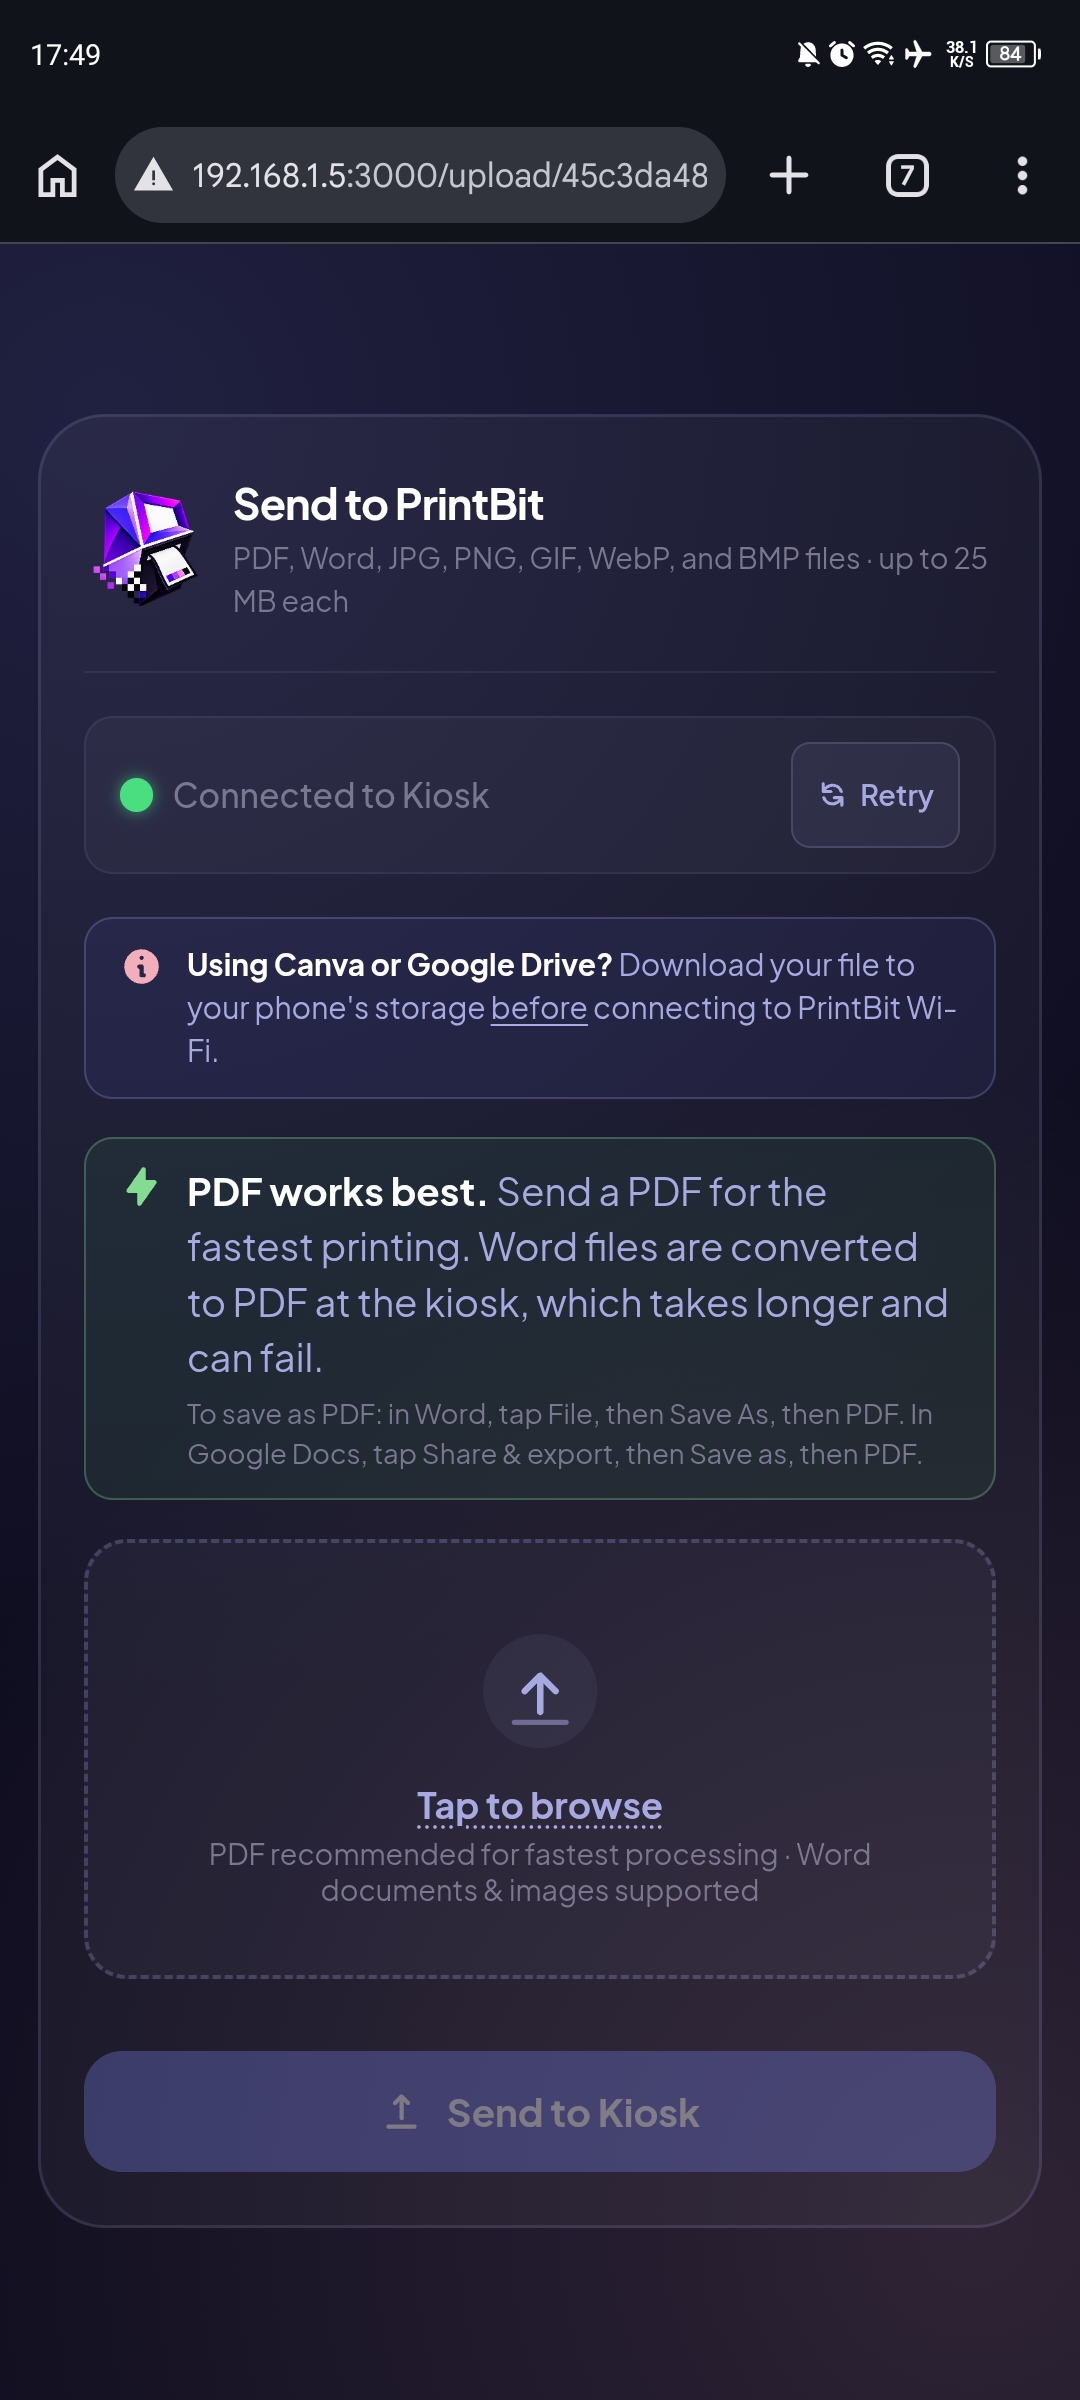 17:49
38.1
K/S
84
192.168.1.5:3000/upload/45c3da48
7
Send to PrintBit
PDF, Word, JPG, PNG, GIF, WebP, and BMP files · up to 25
MB each
Connected to Kiosk
Retry
Using Canva or Google Drive? Download your file to
your phone's storage before connecting to PrintBit Wi-
Fi.
PDF works best. Send a PDF for the
fastest printing. Word files are converted
to PDF at the kiosk, which takes longer and
can fail.
To save as PDF: in Word, tap File, then Save As, then PDF. In
Google Docs, tap Share & export, then Save as, then PDF.
Tap to browse
PDF recommended for fastest processing · Word
documents & images supported
Send to Kiosk